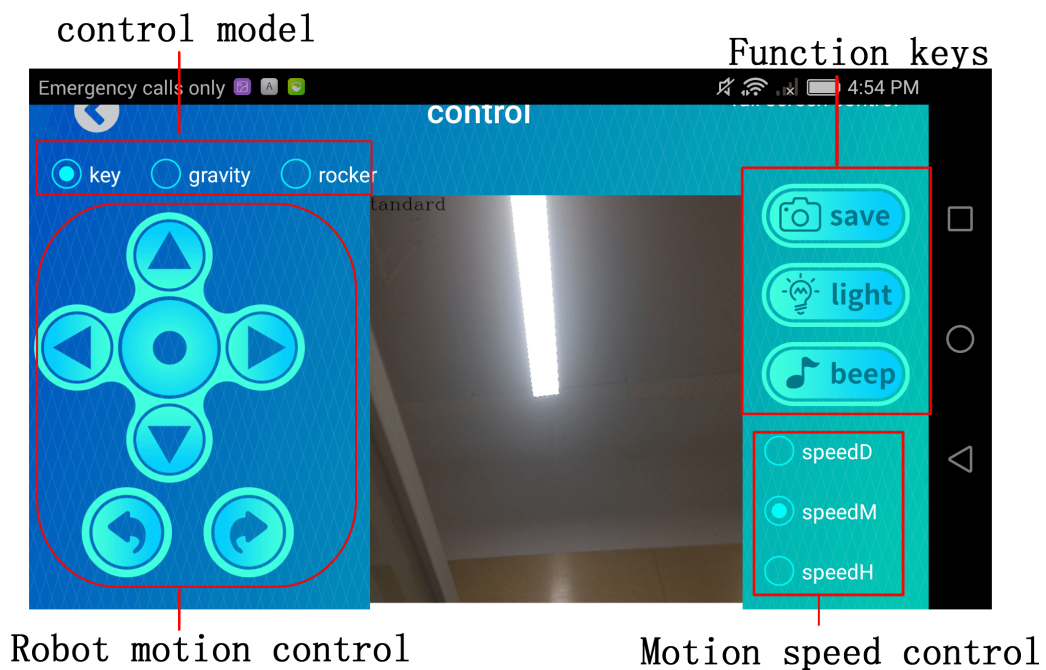 control model
Function keys
Emergency calls only
A
4:54 PM
control
key
gravity
rocker
tandard
save
light
beep
speedD
speedM
speedH
Robot motion control
Motion speed control